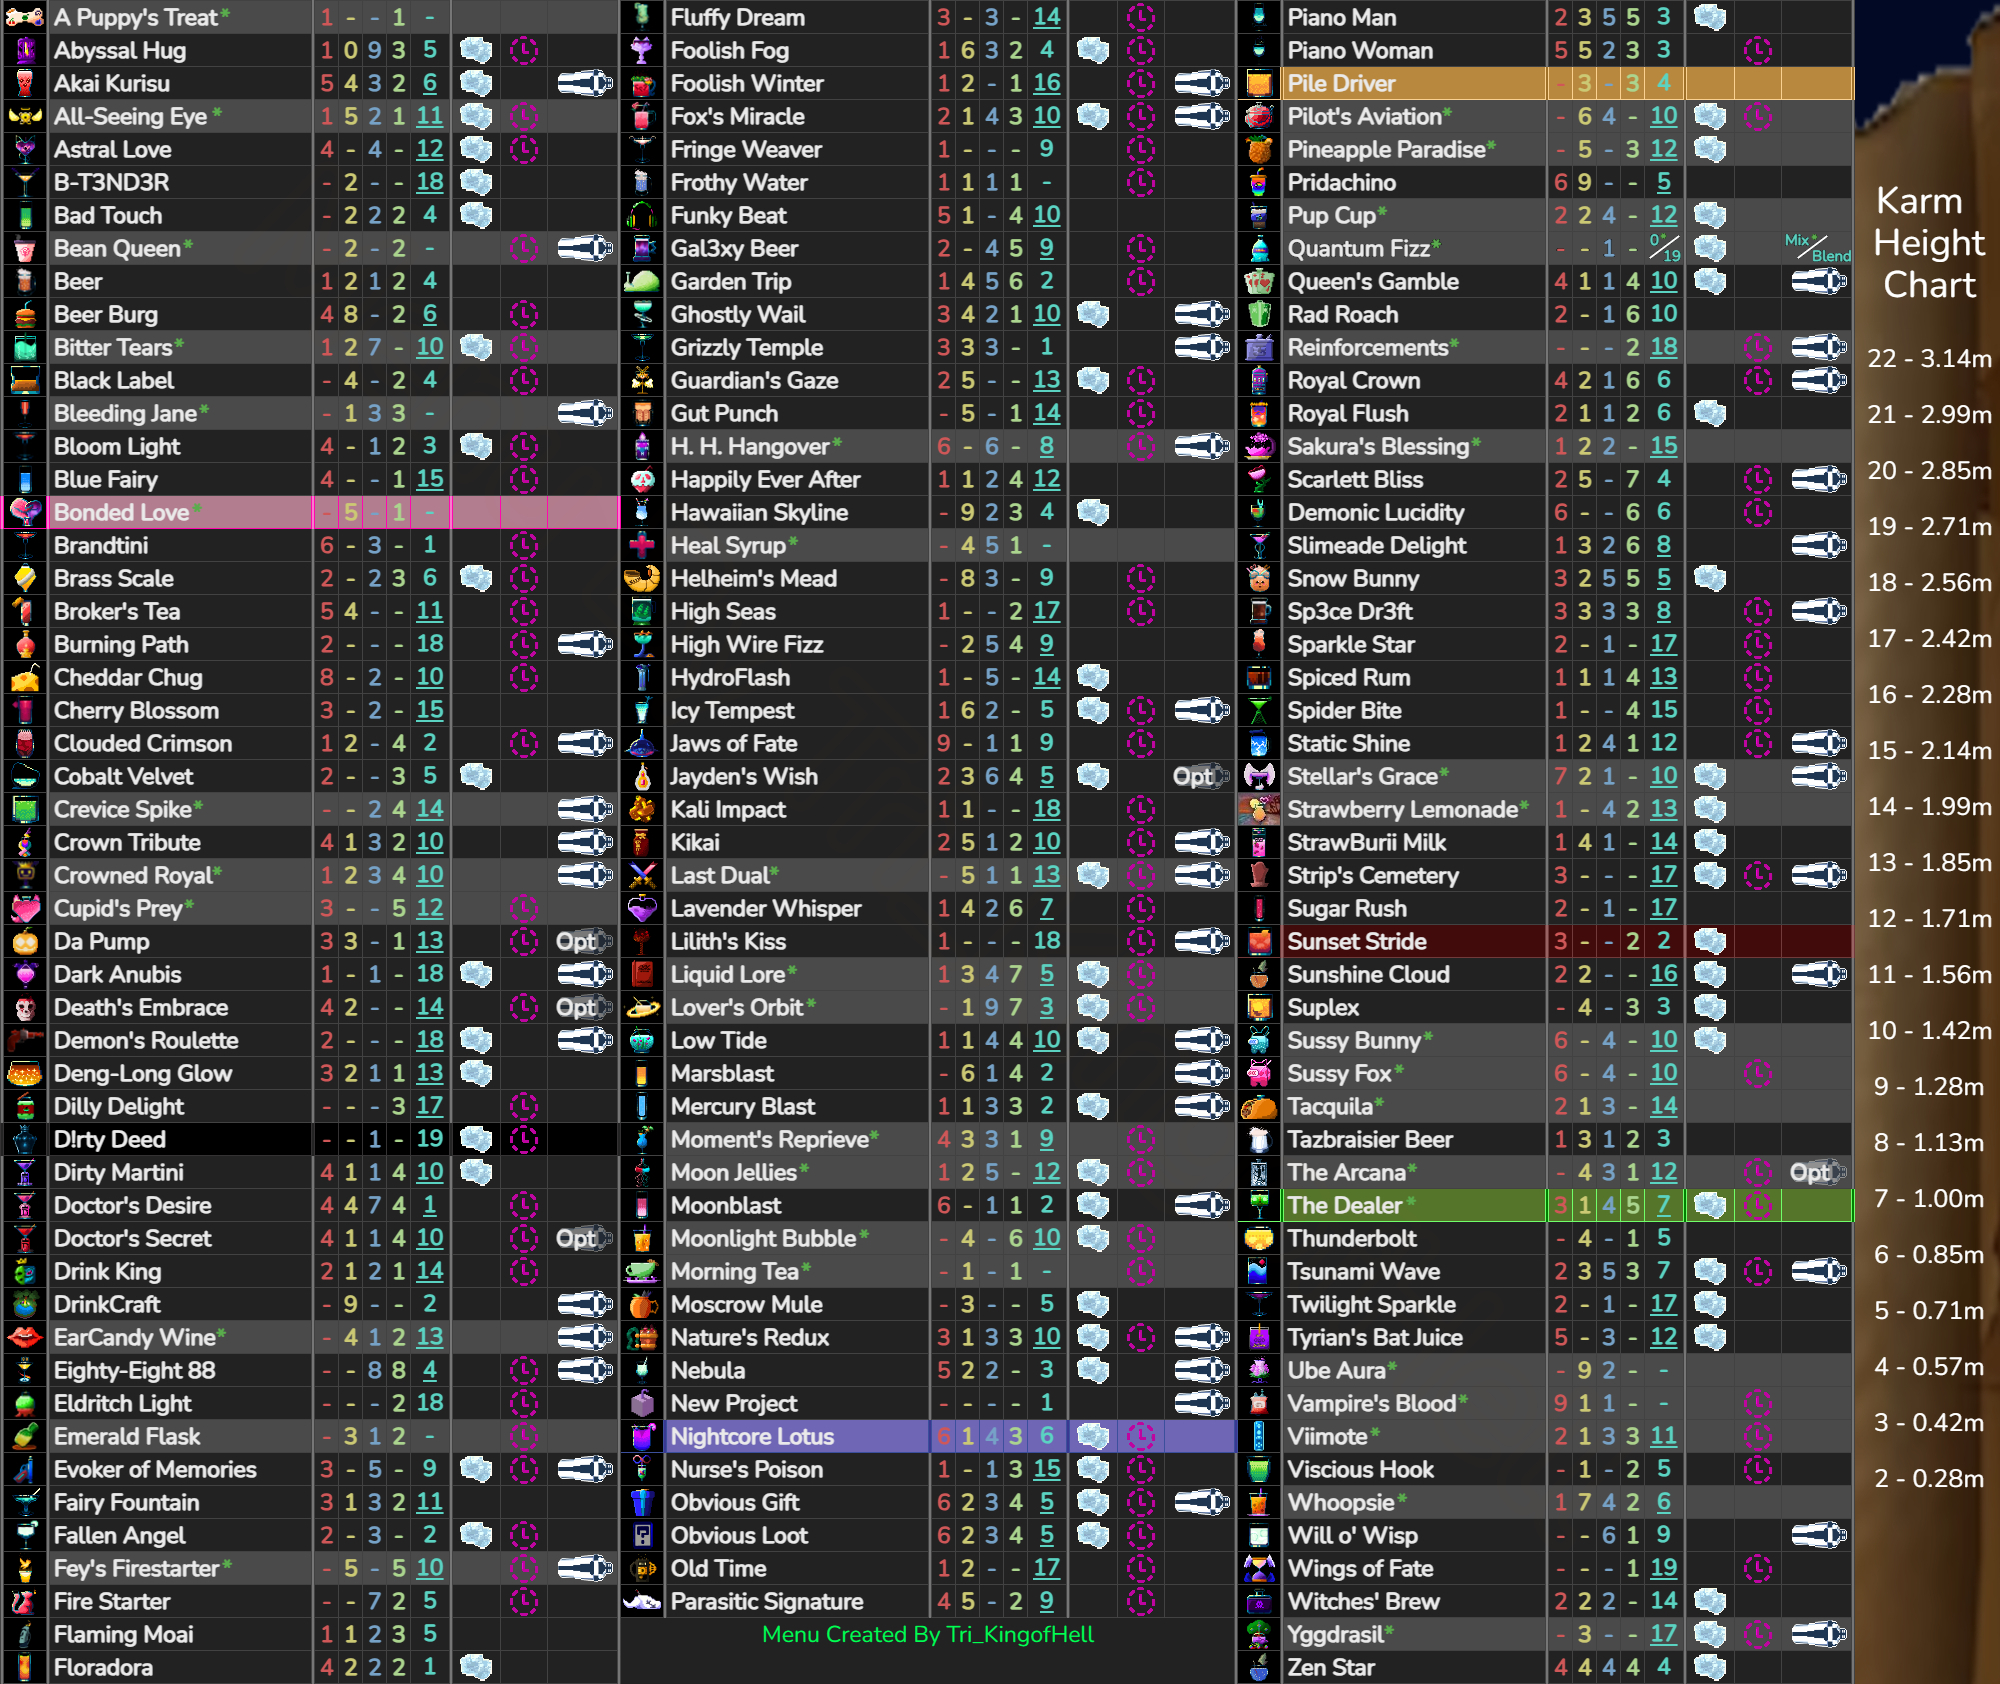 A Puppy's Treat* 1 - - 1 -
Abyssal Hug 1 0 9 3 5
Akai Kurisu 5 4 3 2 6
All-Seeing Eye * 1 5 2 1 11
Astral Love 4 - 4 - 12
B-T3ND3R - 2 - - 18
Bad Touch - 2 2 2 4
Bean Queen* - 2 - 2 -
Beer 1 2 1 2 4
Beer Burg 4 8 - 2 6
Bitter Tears* 1 2 7 - 10
Black Label - 4 - 2 4
Bleeding Jane* - 1 3 3 -
Bloom Light 4 - 1 2 3
Blue Fairy 4 - - 1 15
Bonded Love* - 5 - 1 -
Brandtini 6 - 3 - 1
Brass Scale 2 - 2 3 6
Broker's Tea 5 4 - - 11
Burning Path 2 - - - 18
Cheddar Chug 8 - 2 - 10
Cherry Blossom 3 - 2 - 15
Clouded Crimson 1 2 - 4 2
Cobalt Velvet 2 - - 3 5
Crevice Spike* - - 2 4 14
Crown Tribute 4 1 3 2 10
Crowned Royal* 1 2 3 4 10
Cupid's Prey* 3 - - 5 12
Da Pump 3 3 - 1 13 Opt
Dark Anubis 1 - 1 - 18
Death's Embrace 4 2 - - 14 Opt
Demon's Roulette 2 - - - 18
Deng-Long Glow 3 2 1 1 13
Dilly Delight - - - 3 17
D!rty Deed - - 1 - 19
Dirty Martini 4 1 1 4 10
Doctor's Desire 4 4 7 4 1
Doctor's Secret 4 1 1 4 10 Opt
Drink King 2 1 2 1 14
DrinkCraft - 9 - - 2
EarCandy Wine* - 4 1 2 13
Eighty-Eight 88 - - 8 8 4
Eldritch Light - - - 2 18
Emerald Flask - 3 1 2 -
Evoker of Memories 3 - 5 - 9
Fairy Fountain 3 1 3 2 11
Fallen Angel 2 - 3 - 2
Fey's Firestarter* - 5 - 5 10
Fire Starter - - 7 2 5
Flaming Moai 1 1 2 3 5
Floradora 4 2 2 2 1
Fluffy Dream 3 - 3 - 14
Foolish Fog 1 6 3 2 4
Foolish Winter 1 2 - 1 16
Fox's Miracle 2 1 4 3 10
Fringe Weaver 1 - - - 9
Frothy Water 1 1 1 1 -
Funky Beat 5 1 - 4 10
Gal3xy Beer 2 - 4 5 9
Garden Trip 1 4 5 6 2
Ghostly Wail 3 4 2 1 10
Grizzly Temple 3 3 3 - 1
Guardian's Gaze 2 5 - - 13
Gut Punch - 5 - 1 14
H. H. Hangover* 6 - 6 - 8
Happily Ever After 1 1 2 4 12
Hawaiian Skyline - 9 2 3 4
Heal Syrup* - 4 5 1 -
Helheim's Mead - 8 3 - 9
High Seas 1 - - 2 17
High Wire Fizz - 2 5 4 9
HydroFlash 1 - 5 - 14
Icy Tempest 1 6 2 - 5
Jaws of Fate 9 - 1 1 9
Jayden's Wish 2 3 6 4 5 Opt
Kali Impact 1 1 - - 18
Kikai 2 5 1 2 10
Last Dual* - 5 1 1 13
Lavender Whisper 1 4 2 6 7
Lilith's Kiss 1 - - - 18
Liquid Lore* 1 3 4 7 5
Lover's Orbit* - 1 9 7 3
Low Tide 1 1 4 4 10
Marsblast - 6 1 4 2
Mercury Blast 1 1 3 3 2
Moment's Reprieve* 4 3 3 1 9
Moon Jellies* 1 2 5 - 12
Moonblast 6 - 1 1 2
Moonlight Bubble* - 4 - 6 10
Morning Tea* - 1 - 1 -
Moscrow Mule - 3 - - 5
Nature's Redux 3 1 3 3 10
Nebula 5 2 2 - 3
New Project - - - - 1
Nightcore Lotus 6 1 4 3 6
Nurse's Poison 1 - 1 3 15
Obvious Gift 6 2 3 4 5
Obvious Loot 6 2 3 4 5
Old Time 1 2 - - 17
Parasitic Signature 4 5 - 2 9
Menu Created By Tri_KingofHell
Piano Man 2 3 5 5 3
Piano Woman 5 5 2 3 3
Pile Driver - 3 - 3 4
Pilot's Aviation* - 6 4 - 10
Pineapple Paradise* - 5 - 3 12
Pridachino 6 9 - - 5
Pup Cup* 2 2 4 - 12
Quantum Fizz* - - 1 - 0*/19 Mix*/Blend
Queen's Gamble 4 1 1 4 10
Rad Roach 2 - 1 6 10
Reinforcements* - - - 2 18
Royal Crown 4 2 1 6 6
Royal Flush 2 1 1 2 6
Sakura's Blessing* 1 2 2 - 15
Scarlett Bliss 2 5 - 7 4
Demonic Lucidity 6 - - 6 6
Slimeade Delight 1 3 2 6 8
Snow Bunny 3 2 5 5 5
Sp3ce Dr3ft 3 3 3 3 8
Sparkle Star 2 - 1 - 17
Spiced Rum 1 1 1 4 13
Spider Bite 1 - - 4 15
Static Shine 1 2 4 1 12
Stellar's Grace* 7 2 1 - 10
Strawberry Lemonade* 1 - 4 2 13
StrawBurii Milk 1 4 1 - 14
Strip's Cemetery 3 - - - 17
Sugar Rush 2 - 1 - 17
Sunset Stride 3 - - 2 2
Sunshine Cloud 2 2 - - 16
Suplex - 4 - 3 3
Sussy Bunny* 6 - 4 - 10
Sussy Fox* 6 - 4 - 10
Tacquila* 2 1 3 - 14
Tazbraisier Beer 1 3 1 2 3
The Arcana* - 4 3 1 12 Opt
The Dealer * 3 1 4 5 7
Thunderbolt - 4 - 1 5
Tsunami Wave 2 3 5 3 7
Twilight Sparkle 2 - 1 - 17
Tyrian's Bat Juice 5 - 3 - 12
Ube Aura* - 9 2 - -
Vampire's Blood* 9 1 1 - -
Viimote* 2 1 3 3 11
Viscious Hook - 1 - 2 5
Whoopsie* 1 7 4 2 6
Will o' Wisp - - 6 1 9
Wings of Fate - - - 1 19
Witches' Brew 2 2 2 - 14
Yggdrasil* - 3 - - 17
Zen Star 4 4 4 4 4
Karm
Height
Chart
22 - 3.14m
21 - 2.99m
20 - 2.85m
19 - 2.71m
18 - 2.56m
17 - 2.42m
16 - 2.28m
15 - 2.14m
14 - 1.99m
13 - 1.85m
12 - 1.71m
11 - 1.56m
10 - 1.42m
9 - 1.28m
8 - 1.13m
7 - 1.00m
6 - 0.85m
5 - 0.71m
4 - 0.57m
3 - 0.42m
2 - 0.28m